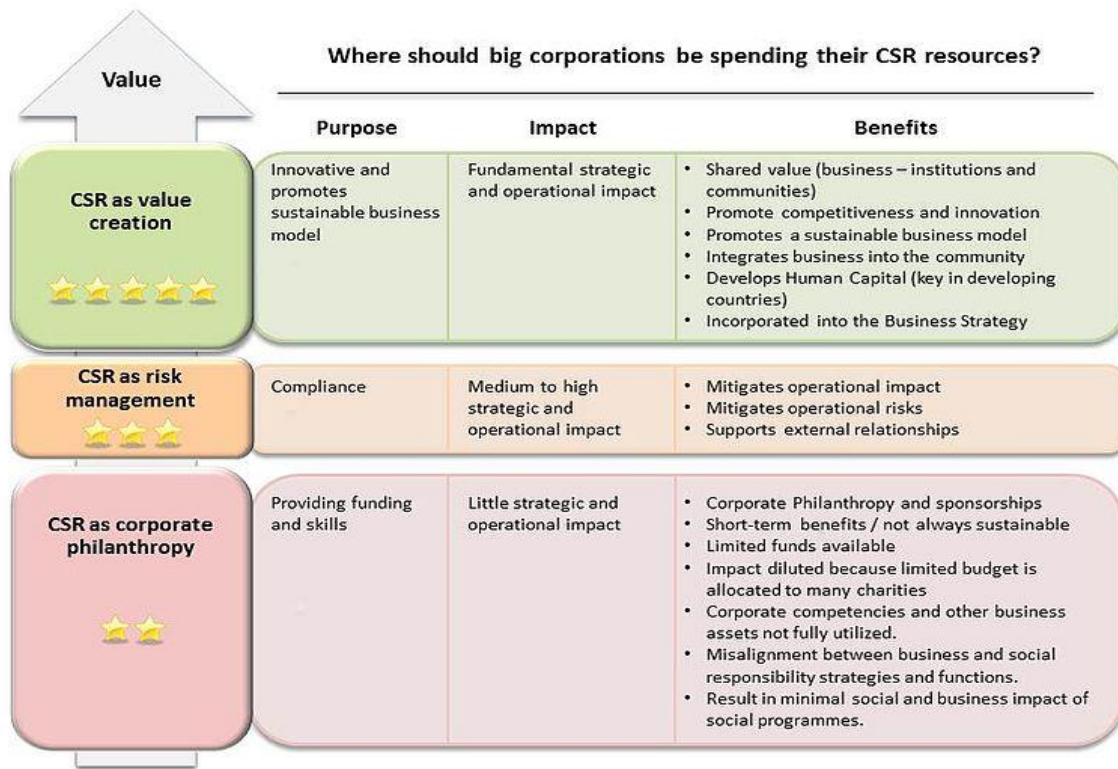 Value
Where should big corporations be spending their CSR resources?
Purpose
Impact
Benefits
CSR as value
creation
Innovative and
promotes
sustainable business
model
Fundamental strategic
and operational impact
• Shared value (business – institutions and
communities)
• Promote competitiveness and innovation
• Promotes a sustainable business model
• Integrates business into the community
• Develops Human Capital (key in developing
countries)
• Incorporated into the Business Strategy
CSR as risk
management
Compliance
Medium to high
strategic and
operational impact
• Mitigates operational impact
• Mitigates operational risks
• Supports external relationships
CSR as corporate
philanthropy
Providing funding
and skills
Little strategic and
operational impact
• Corporate Philanthropy and sponsorships
• Short-term benefits / not always sustainable
• Limited funds available
• Impact diluted because limited budget is
allocated to many charities
• Corporate competencies and other business
assets not fully utilized.
• Misalignment between business and social
responsibility strategies and functions.
• Result in minimal social and business impact of
social programmes.